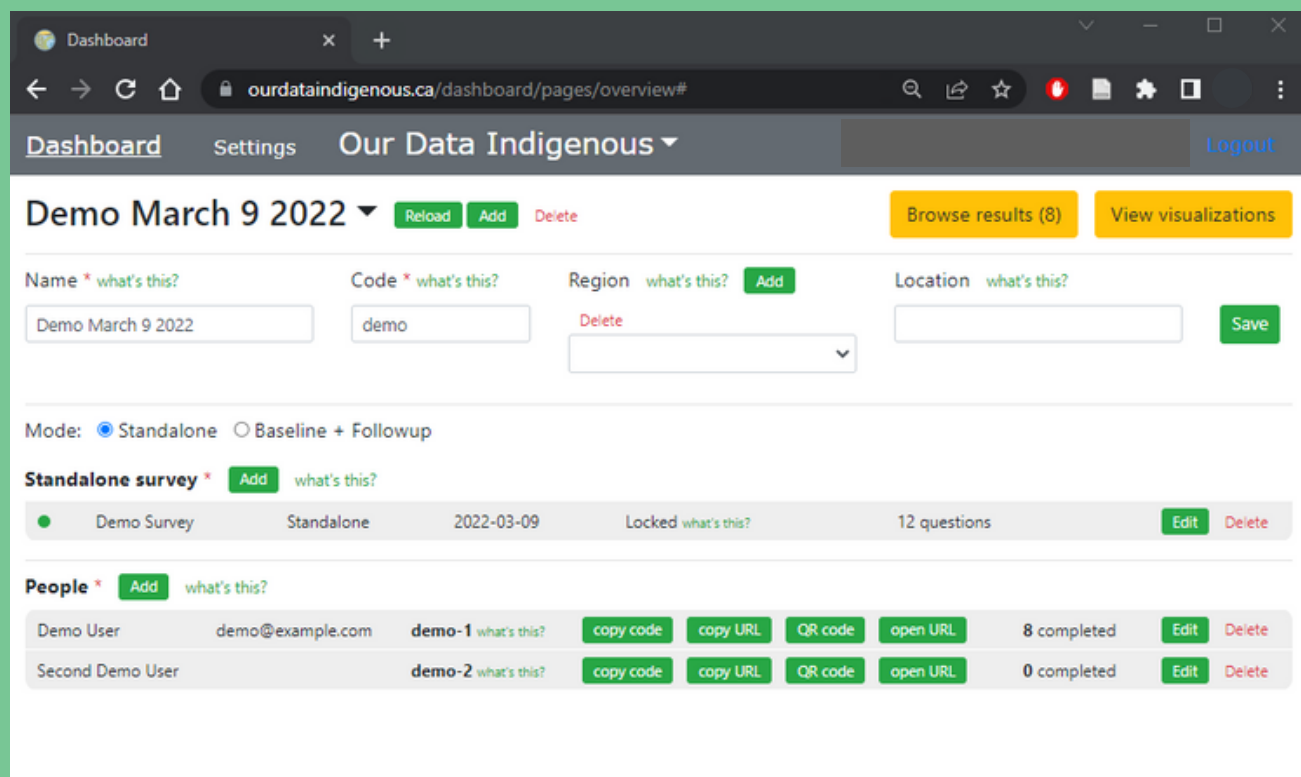 Dashboard
ourdataindigenous.ca/dashboard/pages/overview#
Dashboard Settings Our Data Indigenous Logout
Demo March 9 2022 Reload Add Delete Browse results (8) View visualizations
Name * what's this? Code * what's this? Region what's this? Add Location what's this?
Demo March 9 2022 demo Delete Save
Mode: Standalone Baseline + Followup
Standalone survey * Add what's this?
Demo Survey Standalone 2022-03-09 Locked what's this? 12 questions Edit Delete
People * Add what's this?
Demo User demo@example.com demo-1 what's this? copy code copy URL QR code open URL 8 completed Edit Delete
Second Demo User demo-2 what's this? copy code copy URL QR code open URL 0 completed Edit Delete